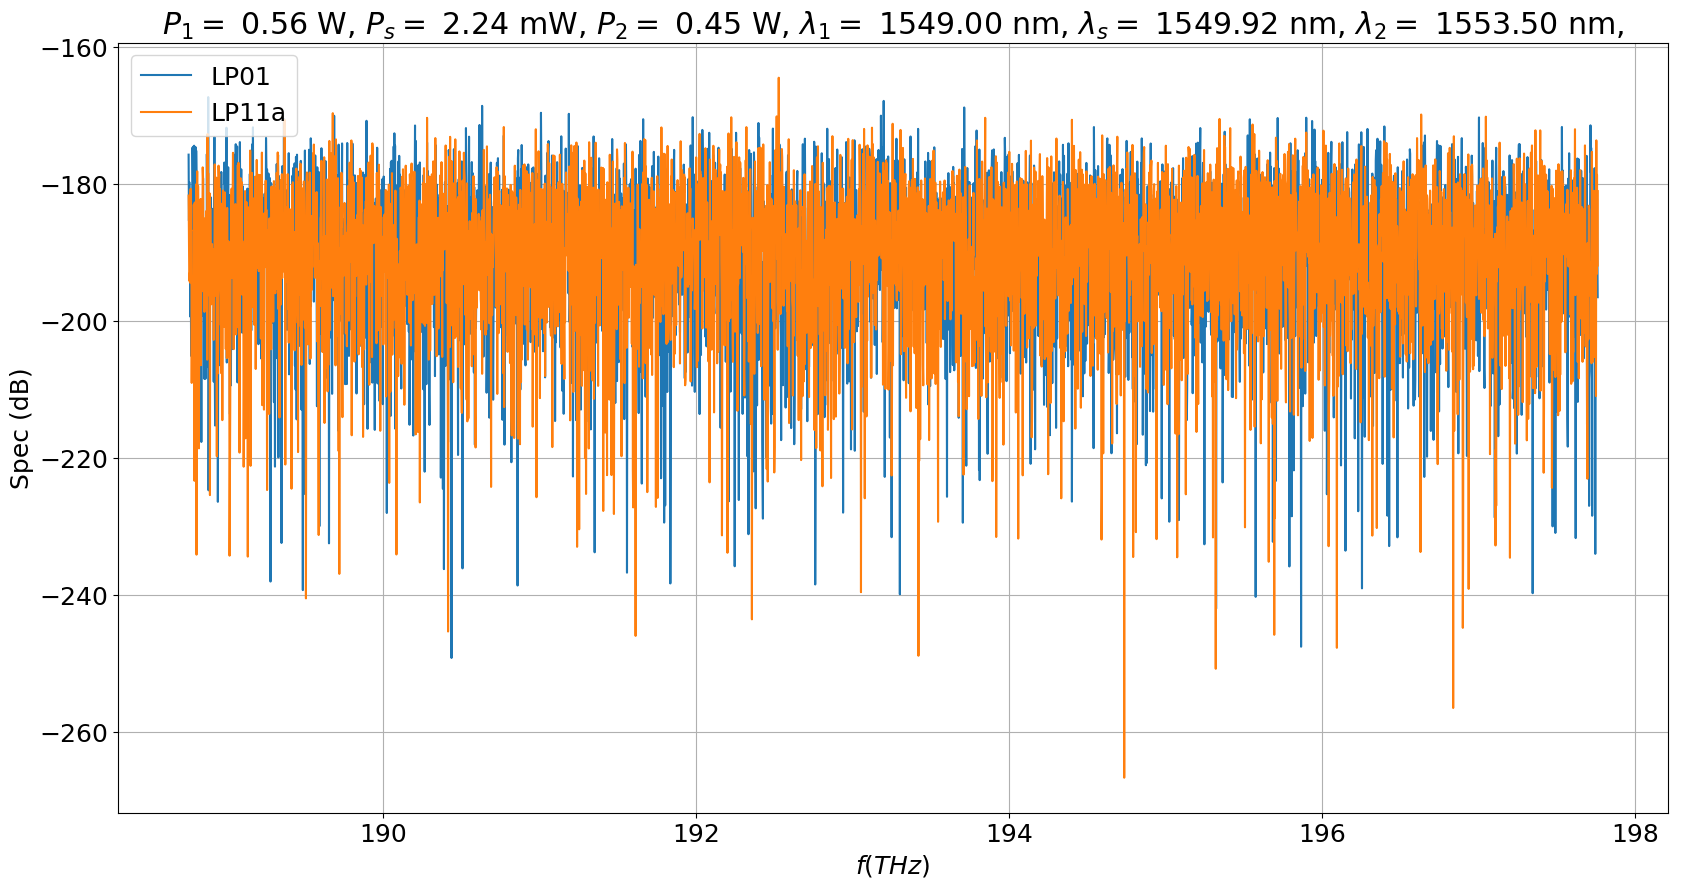 P₁ = 0.56 W, Pₛ = 2.24 mW, P₂ = 0.45 W, λ₁ = 1549.00 nm, λₛ = 1549.92 nm, λ₂ = 1553.50 nm,
LP01
LP11a
−160
−180
−200
−220
−240
−260
Spec (dB)
190 192 194 196 198
f(THz)